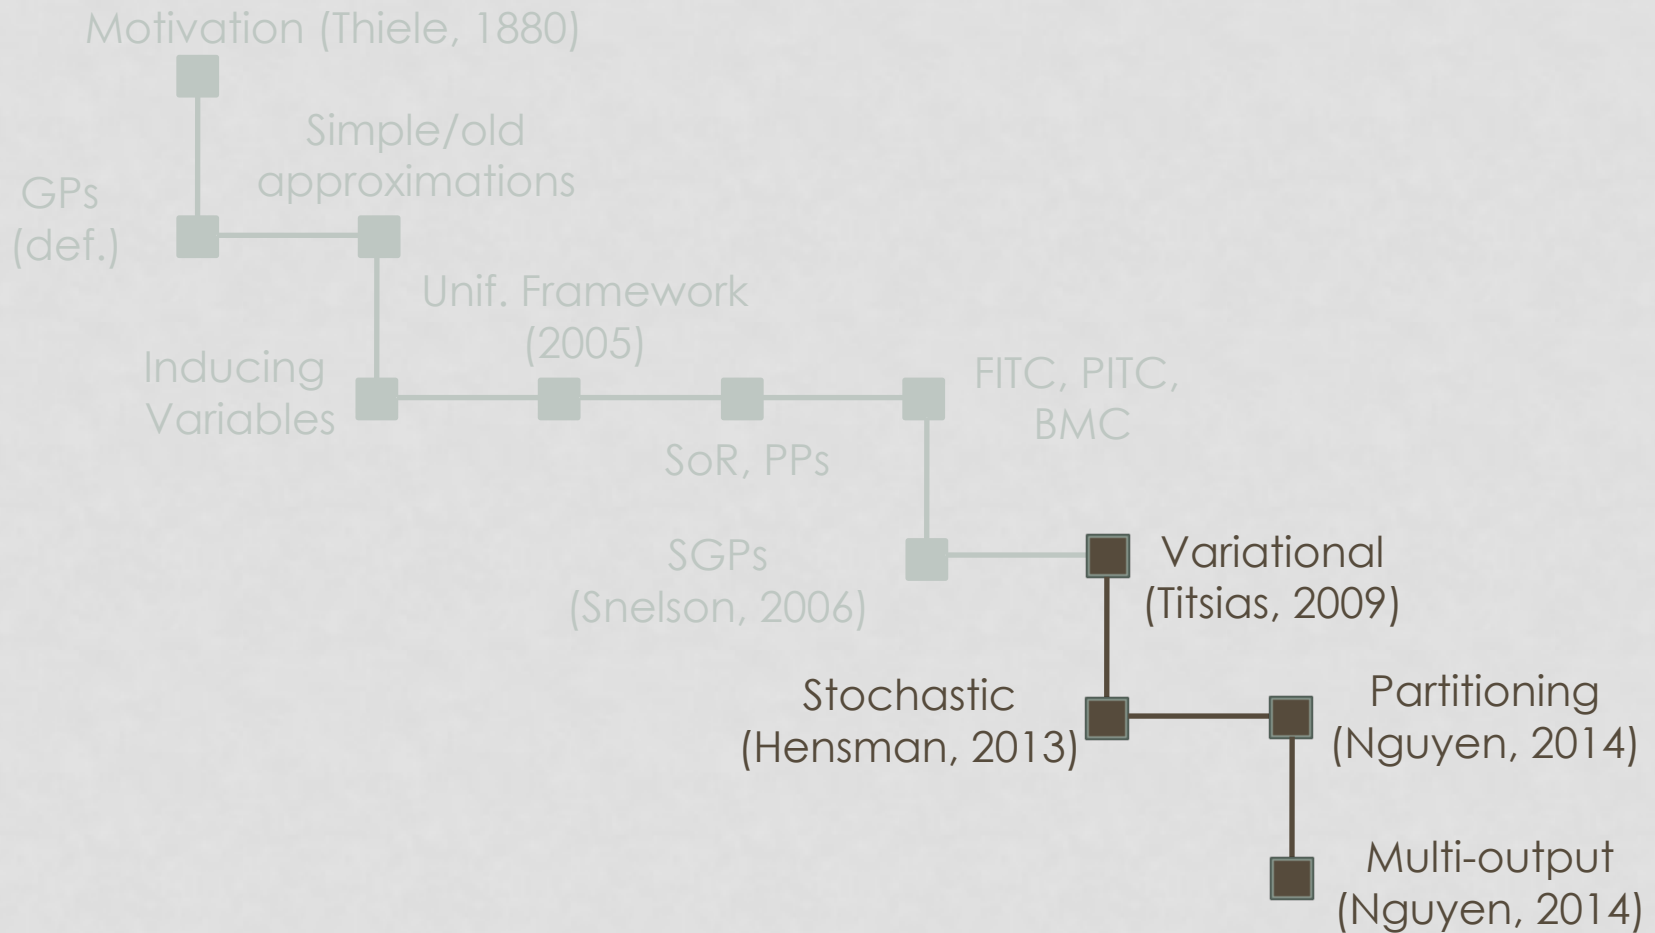 Motivation (Thiele, 1880)
Simple/old
approximations
GPs
(def.)
Unif. Framework
(2005)
Inducing
Variables
FITC, PITC,
BMC
SoR, PPs
SGPs
(Snelson, 2006)
Variational
(Titsias, 2009)
Stochastic
(Hensman, 2013)
Partitioning
(Nguyen, 2014)
Multi-output
(Nguyen, 2014)